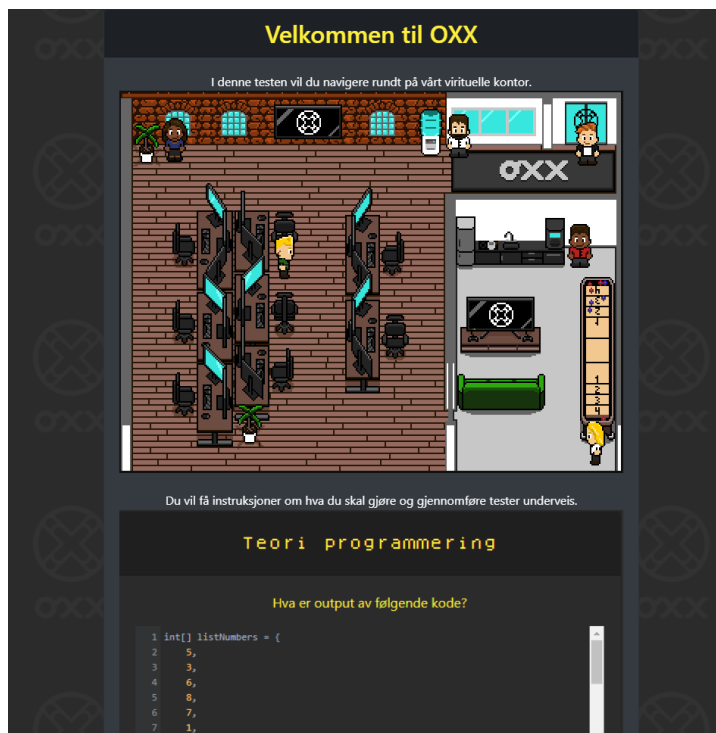 Velkommen til OXX
I denne testen vil du navigere rundt på vårt virituelle kontor.
OXX
Du vil få instruksjoner om hva du skal gjøre og gjennomføre tester underveis.
Teori programmering
Hva er output av følgende kode?
1 int[] listNumbers = {
2 5,
3 3,
4 6,
5 8,
6 7,
7 1,